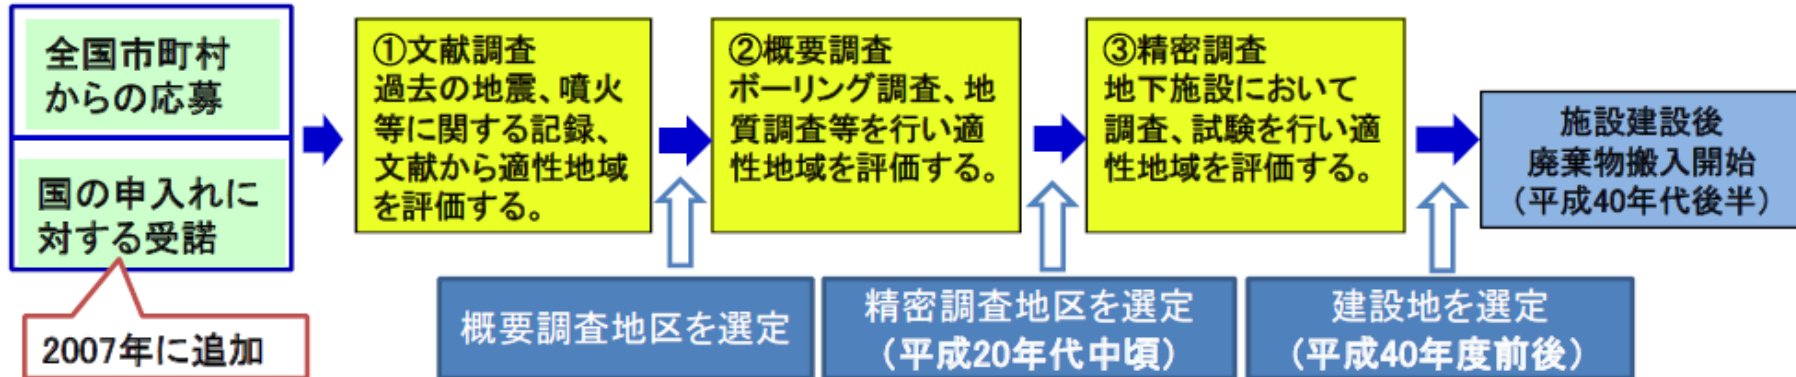 全国市町村
からの応募
国の申入れに
対する受諾
2007年に追加
①文献調査
過去の地震、噴火
等に関する記録、
文献から適性地域
を評価する。
②概要調査
ボーリング調査、地
質調査等を行い適
性地域を評価する。
③精密調査
地下施設において
調査、試験を行い適
性地域を評価する。
施設建設後
廃棄物搬入開始
（平成40年代後半）
概要調査地区を選定
精密調査地区を選定
（平成20年代中頃）
建設地を選定
（平成40年度前後）